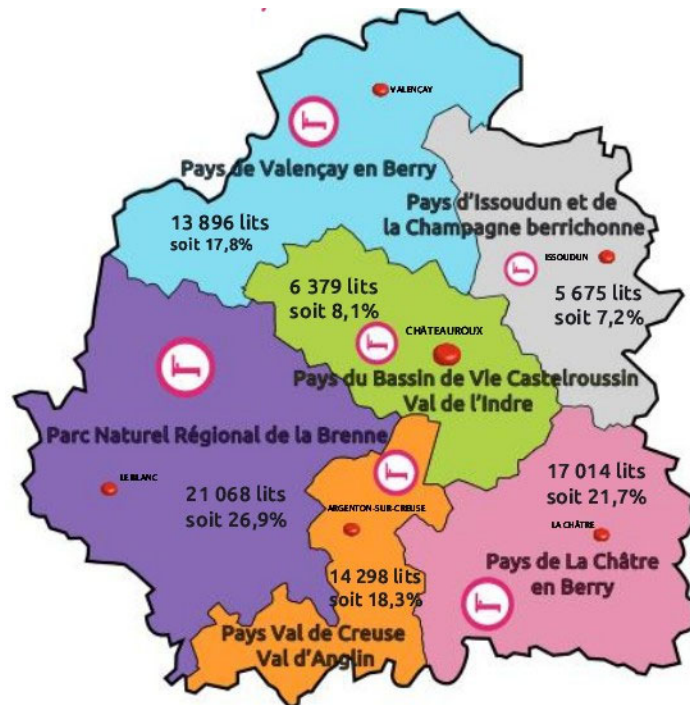 VALENÇAY
Pays de Valençay en Berry
13 896 lits
soit 17,8%
Pays d'Issoudun et de
la Champagne berrichonne
ISSOUDUN
5 675 lits
soit 7,2%
6 379 lits
soit 8,1%
CHÂTEAUROUX
Pays du Bassin de Vie Castelroussin
Val de l'Indre
Parc Naturel Régional de la Brenne
LE BLANC
21 068 lits
soit 26,9%
ARGENTON-SUR-CREUSE
14 298 lits
soit 18,3%
Pays Val de Creuse
Val d'Anglin
17 014 lits
soit 21,7%
LA CHÂTRE
Pays de La Châtre
en Berry